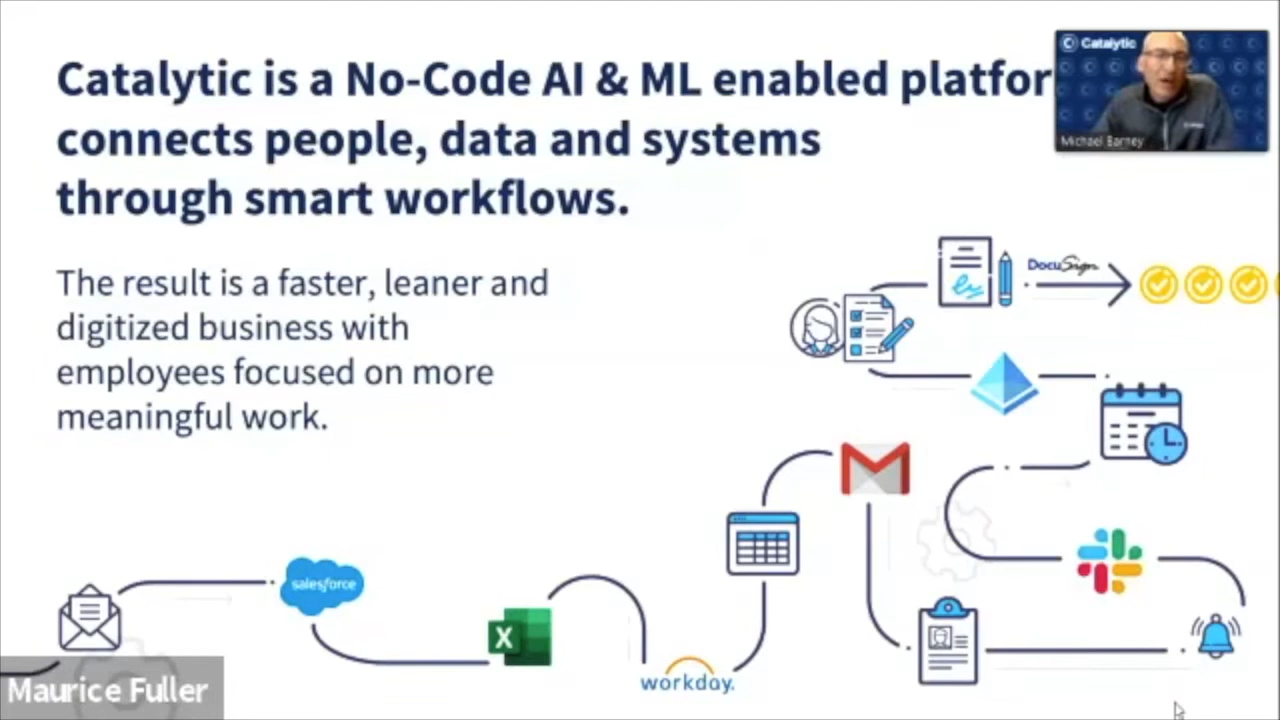 Catalytic is a No-Code AI & ML enabled platfor
connects people, data and systems
through smart workflows.
Catalytic
Michael Barney
The result is a faster, leaner and
digitized business with
employees focused on more
meaningful work.
DocuSign
salesforce
X
workday.
Maurice Fuller